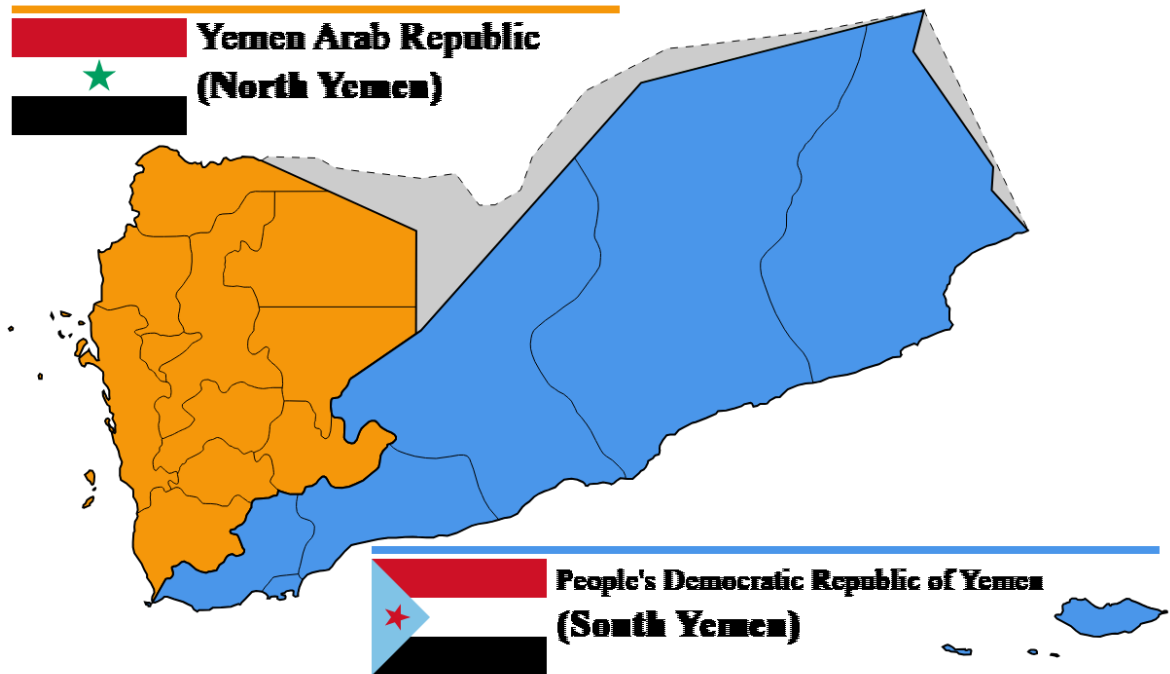 Yemen Arab Republic
(North Yemen)
People's Democratic Republic of Yemen
(South Yemen)